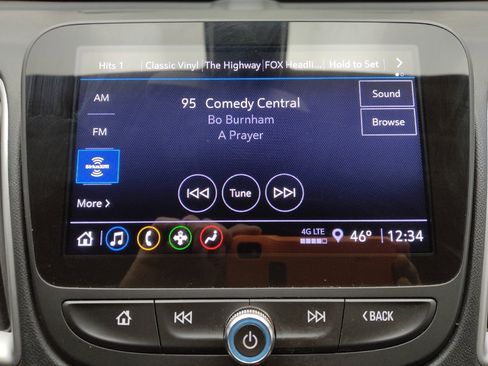 Hits 1 Classic Vinyl The Highway FOX Headli... Hold to Set >
AM
95 Comedy Central
Sound
Bo Burnham
FM
A Prayer
Browse
SiriusXM
Tune
More >
4G LTE
46° 12:34
< BACK